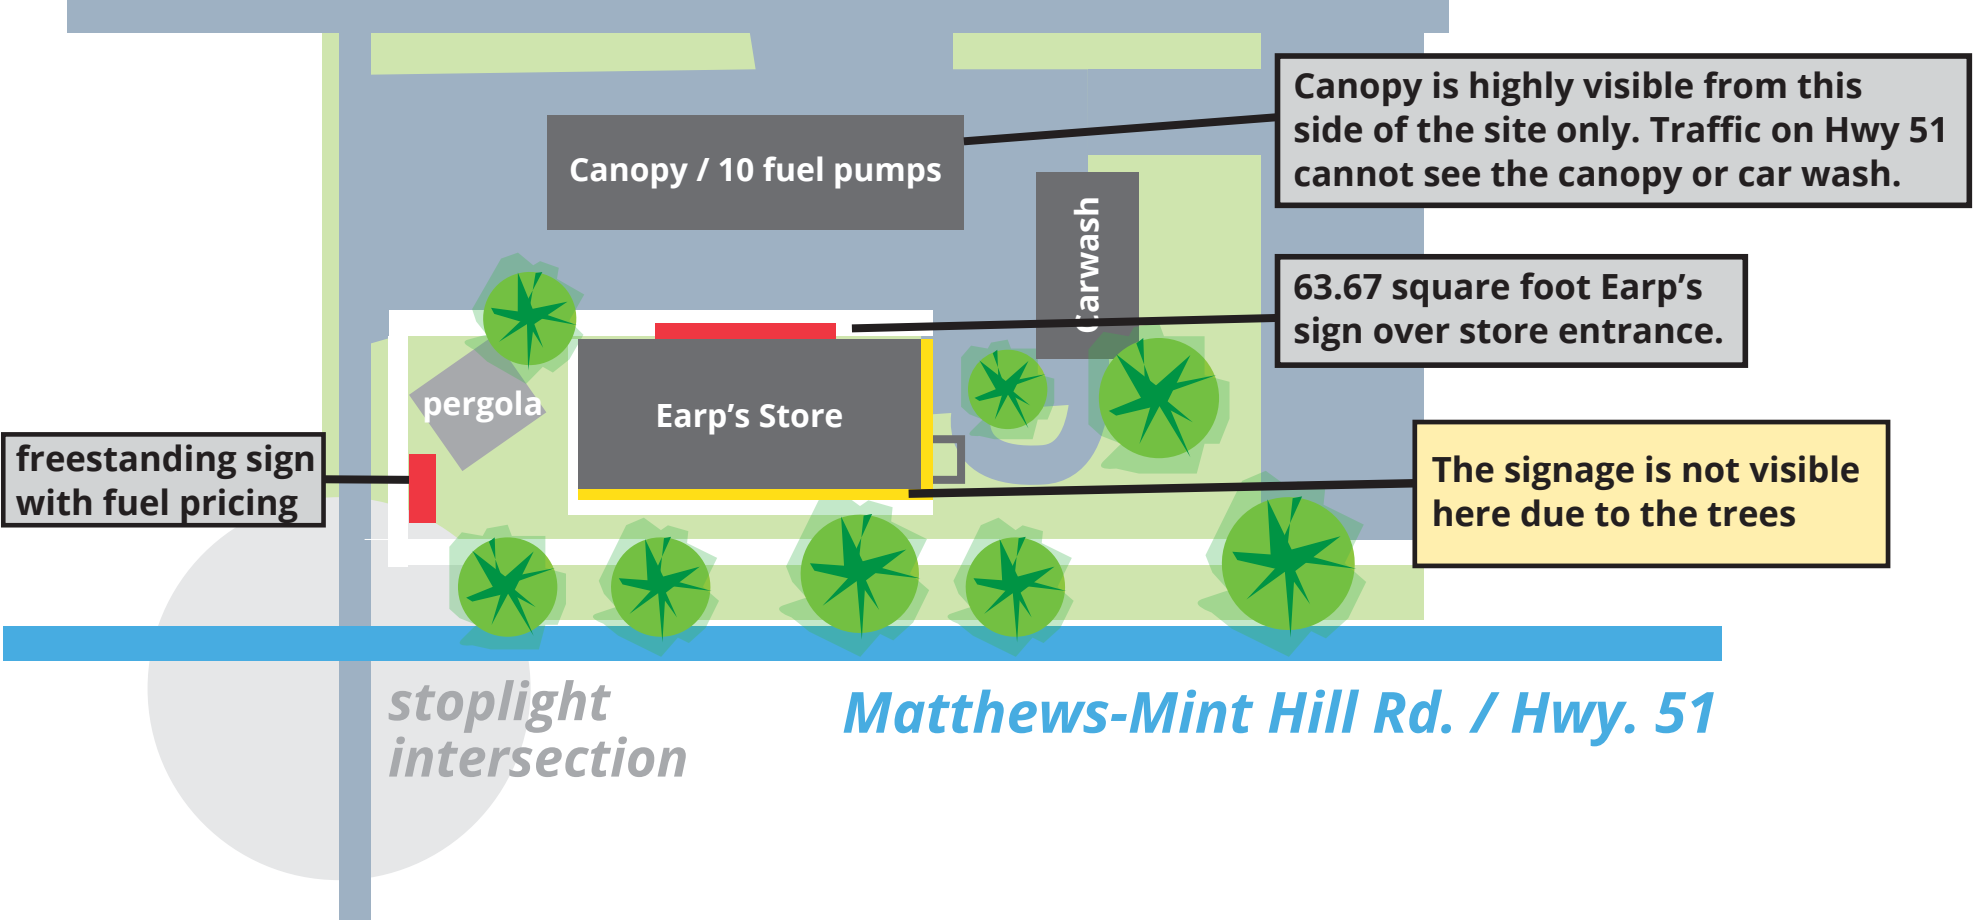 Canopy is highly visible from this
side of the site only. Traffic on Hwy 51
cannot see the canopy or car wash.
Canopy / 10 fuel pumps
Carwash
63.67 square foot Earp’s
sign over store entrance.
pergola
Earp’s Store
freestanding sign
with fuel pricing
The signage is not visible
here due to the trees
stoplight
intersection
Matthews-Mint Hill Rd. / Hwy. 51